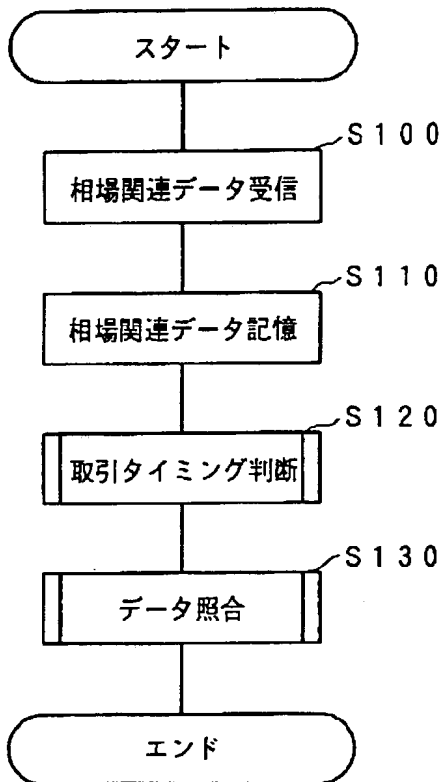 スタート
S100
相場関連データ受信
S110
相場関連データ記憶
S120
取引タイミング判断
S130
データ照合
エンド